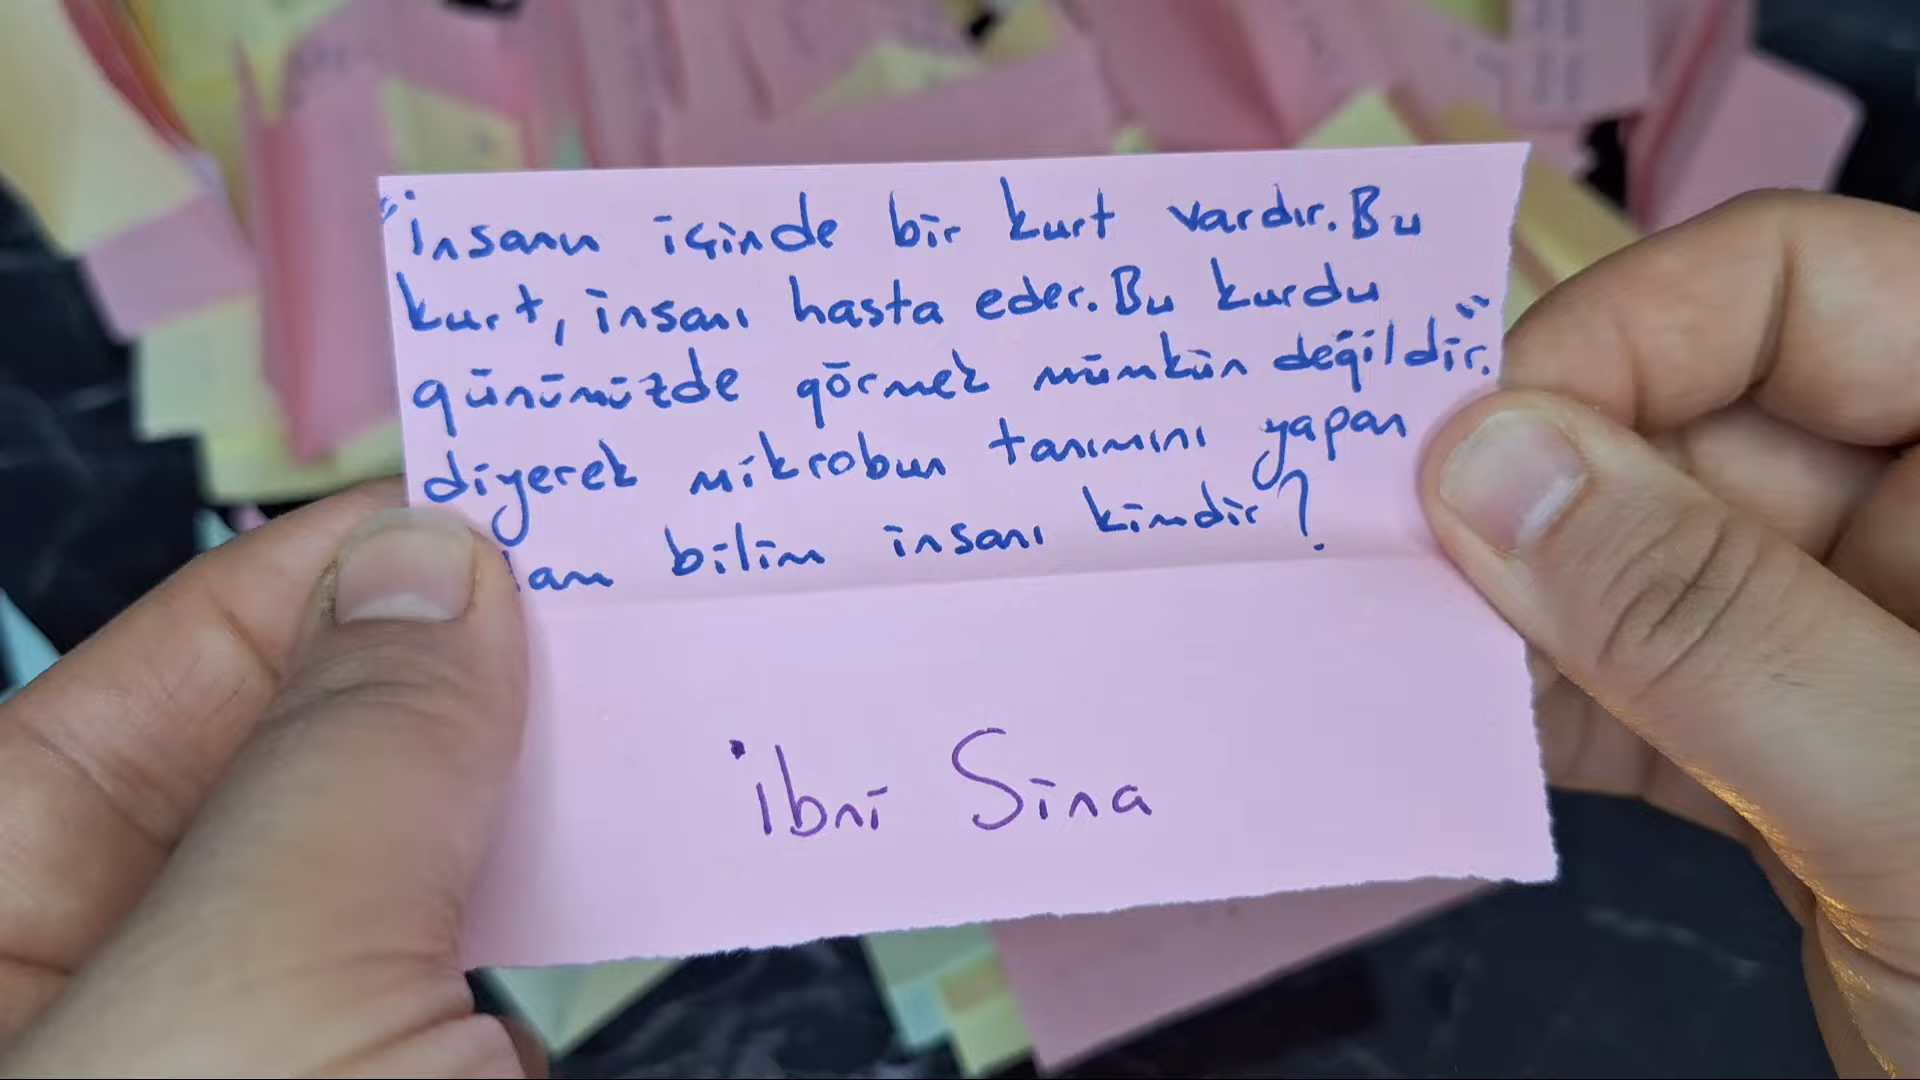 "İnsanın içinde bir kurt vardır. Bu
kurt, insanı hasta eder. Bu kurdu
günümüzde görmek mümkün değildir."
diyerek mikrobun tanımını yapan
bilim insanı kimdir?
İbni Sina